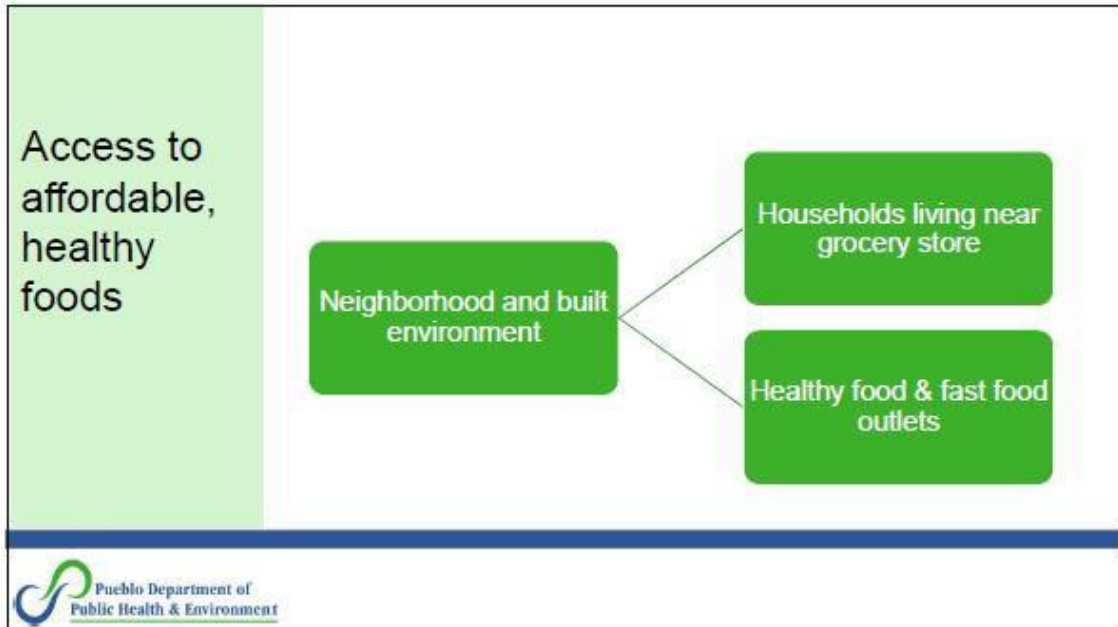 Access to
affordable,
healthy
foods
Neighborhood and built
environment
Households living near
grocery store
Healthy food & fast food
outlets
Pueblo Department of
Public Health & Environment